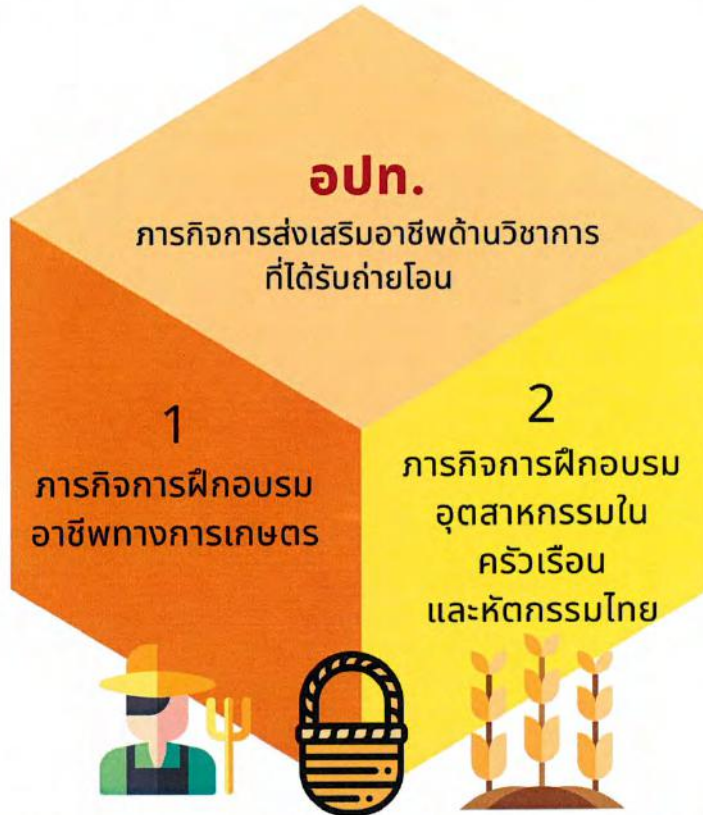 อปท.
ภารกิจการส่งเสริมอาชีพด้านวิชาการ
ที่ได้รับถ่ายโอน
1
ภารกิจการฝึกอบรม
อาชีพทางการเกษตร
2
ภารกิจการฝึกอบรม
อุตสาหกรรมใน
ครัวเรือน
และหัตกรรมไทย